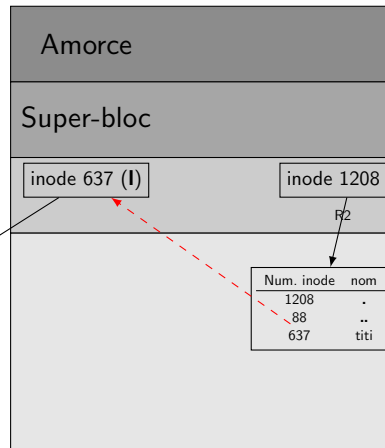 Amorce
Super-bloc
inode 637 (I)
inode 1208
R2
Num. inode nom
1208 .
88 ..
637 titi